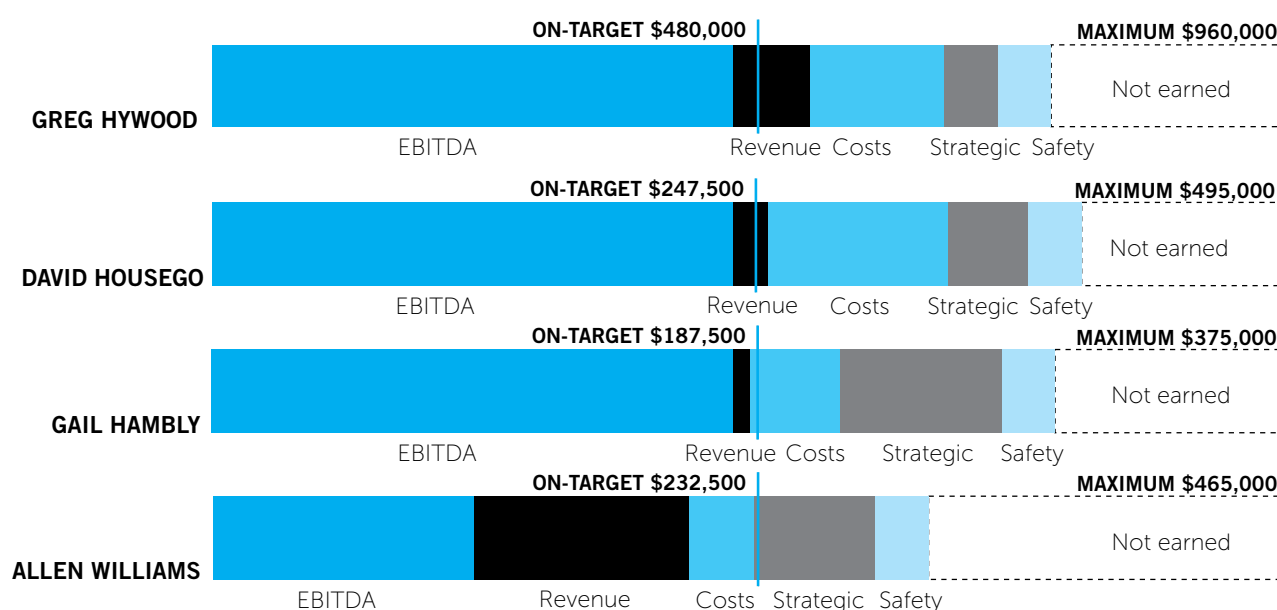 ON-TARGET $480,000 MAXIMUM $960,000
GREG HYWOOD Not earned
EBITDA Revenue Costs Strategic Safety
ON-TARGET $247,500 MAXIMUM $495,000
DAVID HOUSEGO Not earned
EBITDA Revenue Costs Strategic Safety
ON-TARGET $187,500 MAXIMUM $375,000
GAIL HAMBLY Not earned
EBITDA Revenue Costs Strategic Safety
ON-TARGET $232,500 MAXIMUM $465,000
ALLEN WILLIAMS Not earned
EBITDA Revenue Costs Strategic Safety